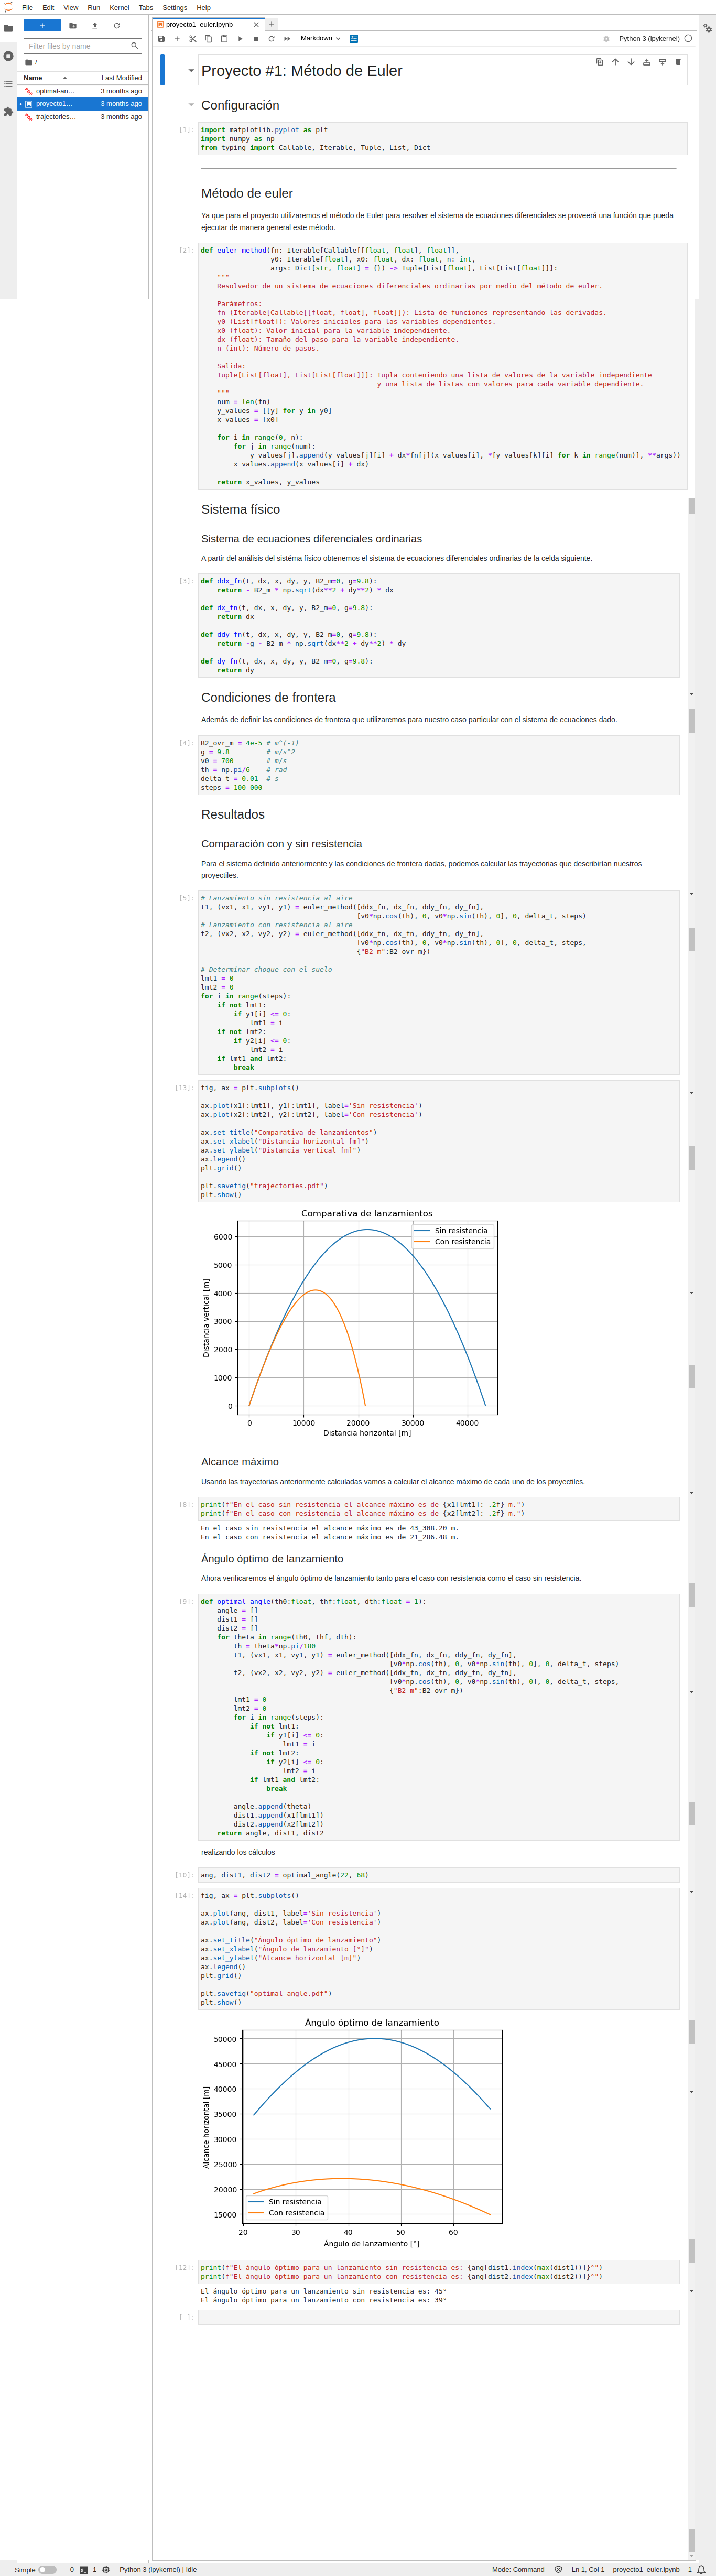 File Edit View Run Kernel Tabs Settings Help
Filter files by name
/
Name Last Modified
optimal-an... 3 months ago
proyecto1... 3 months ago
trajectories... 3 months ago
proyecto1_euler.ipynb
Markdown Python 3 (ipykernel)
Proyecto #1: Método de Euler
Configuración
[1]: import matplotlib.pyplot as plt
import numpy as np
from typing import Callable, Iterable, Tuple, List, Dict
Método de euler
Ya que para el proyecto utilizaremos el método de Euler para resolver el sistema de ecuaciones diferenciales se proveerá una función que pueda
ejecutar de manera general este método.
[2]: def euler_method(fn: Iterable[Callable[[float, float], float]],
y0: Iterable[float], x0: float, dx: float, n: int,
args: Dict[str, float] = {}) -> Tuple[List[float], List[List[float]]]:
"""
Resolvedor de un sistema de ecuaciones diferenciales ordinarias por medio del método de euler.
Parámetros:
fn (Iterable[Callable[[float, float], float]]): Lista de funciones representando las derivadas.
y0 (List[float]): Valores iniciales para las variables dependientes.
x0 (float): Valor inicial para la variable independiente.
dx (float): Tamaño del paso para la variable independiente.
n (int): Número de pasos.
Salida:
Tuple[List[float], List[List[float]]]: Tupla conteniendo una lista de valores de la variable independiente
y una lista de listas con valores para cada variable dependiente.
"""
num = len(fn)
y_values = [[y] for y in y0]
x_values = [x0]
for i in range(0, n):
for j in range(num):
y_values[j].append(y_values[j][i] + dx*fn[j](x_values[i], *[y_values[k][i] for k in range(num)], **args))
x_values.append(x_values[i] + dx)
return x_values, y_values
Sistema físico
Sistema de ecuaciones diferenciales ordinarias
A partir del análisis del sistéma físico obtenemos el sistema de ecuaciones diferenciales ordinarias de la celda siguiente.
[3]: def ddx_fn(t, dx, x, dy, y, B2_m=0, g=9.8):
return - B2_m * np.sqrt(dx**2 + dy**2) * dx
def dx_fn(t, dx, x, dy, y, B2_m=0, g=9.8):
return dx
def ddy_fn(t, dx, x, dy, y, B2_m=0, g=9.8):
return -g - B2_m * np.sqrt(dx**2 + dy**2) * dy
def dy_fn(t, dx, x, dy, y, B2_m=0, g=9.8):
return dy
Condiciones de frontera
Además de definir las condiciones de frontera que utilizaremos para nuestro caso particular con el sistema de ecuaciones dado.
[4]: B2_ovr_m = 4e-5 # m^(-1)
g = 9.8 # m/s^2
v0 = 700 # m/s
th = np.pi/6 # rad
delta_t = 0.01 # s
steps = 100_000
Resultados
Comparación con y sin resistencia
Para el sistema definido anteriormente y las condiciones de frontera dadas, podemos calcular las trayectorias que describirían nuestros
proyectiles.
[5]: # Lanzamiento sin resistencia al aire
t1, (vx1, x1, vy1, y1) = euler_method([ddx_fn, dx_fn, ddy_fn, dy_fn],
[v0*np.cos(th), 0, v0*np.sin(th), 0], 0, delta_t, steps)
# Lanzamiento con resistencia al aire
t2, (vx2, x2, vy2, y2) = euler_method([ddx_fn, dx_fn, ddy_fn, dy_fn],
[v0*np.cos(th), 0, v0*np.sin(th), 0], 0, delta_t, steps,
{"B2_m":B2_ovr_m})
# Determinar choque con el suelo
lmt1 = 0
lmt2 = 0
for i in range(steps):
if not lmt1:
if y1[i] <= 0:
lmt1 = i
if not lmt2:
if y2[i] <= 0:
lmt2 = i
if lmt1 and lmt2:
break
[13]: fig, ax = plt.subplots()
ax.plot(x1[:lmt1], y1[:lmt1], label='Sin resistencia')
ax.plot(x2[:lmt2], y2[:lmt2], label='Con resistencia')
ax.set_title("Comparativa de lanzamientos")
ax.set_xlabel("Distancia horizontal [m]")
ax.set_ylabel("Distancia vertical [m]")
ax.legend()
plt.grid()
plt.savefig("trajectories.pdf")
plt.show()
Comparativa de lanzamientos
Sin resistencia
Con resistencia
6000
5000
4000
3000
2000
1000
0
Distancia vertical [m]
0 10000 20000 30000 40000
Distancia horizontal [m]
Alcance máximo
Usando las trayectorias anteriormente calculadas vamos a calcular el alcance máximo de cada uno de los proyectiles.
[8]: print(f"En el caso sin resistencia el alcance máximo es de {x1[lmt1]:_.2f} m.")
print(f"En el caso con resistencia el alcance máximo es de {x2[lmt2]:_.2f} m.")
En el caso sin resistencia el alcance máximo es de 43_308.20 m.
En el caso con resistencia el alcance máximo es de 21_286.48 m.
Ángulo óptimo de lanzamiento
Ahora verificaremos el ángulo óptimo de lanzamiento tanto para el caso con resistencia como el caso sin resistencia.
[9]: def optimal_angle(th0:float, thf:float, dth:float = 1):
angle = []
dist1 = []
dist2 = []
for theta in range(th0, thf, dth):
th = theta*np.pi/180
t1, (vx1, x1, vy1, y1) = euler_method([ddx_fn, dx_fn, ddy_fn, dy_fn],
[v0*np.cos(th), 0, v0*np.sin(th), 0], 0, delta_t, steps)
t2, (vx2, x2, vy2, y2) = euler_method([ddx_fn, dx_fn, ddy_fn, dy_fn],
[v0*np.cos(th), 0, v0*np.sin(th), 0], 0, delta_t, steps,
{"B2_m":B2_ovr_m})
lmt1 = 0
lmt2 = 0
for i in range(steps):
if not lmt1:
if y1[i] <= 0:
lmt1 = i
if not lmt2:
if y2[i] <= 0:
lmt2 = i
if lmt1 and lmt2:
break
angle.append(theta)
dist1.append(x1[lmt1])
dist2.append(x2[lmt2])
return angle, dist1, dist2
realizando los cálculos
[10]: ang, dist1, dist2 = optimal_angle(22, 68)
[14]: fig, ax = plt.subplots()
ax.plot(ang, dist1, label='Sin resistencia')
ax.plot(ang, dist2, label='Con resistencia')
ax.set_title("Ángulo óptimo de lanzamiento")
ax.set_xlabel("Ángulo de lanzamiento [°]")
ax.set_ylabel("Alcance horizontal [m]")
ax.legend()
plt.grid()
plt.savefig("optimal-angle.pdf")
plt.show()
Ángulo óptimo de lanzamiento
50000
45000
40000
35000
30000
25000
20000
15000
Alcance horizontal [m]
Sin resistencia
Con resistencia
20 30 40 50 60
Ángulo de lanzamiento [°]
[12]: print(f"El ángulo óptimo para un lanzamiento sin resistencia es: {ang[dist1.index(max(dist1))]}°")
print(f"El ángulo óptimo para un lanzamiento con resistencia es: {ang[dist2.index(max(dist2))]}°")
El ángulo óptimo para un lanzamiento sin resistencia es: 45°
El ángulo óptimo para un lanzamiento con resistencia es: 39°
[ ]:
Simple 0 1 Python 3 (ipykernel) | Idle Mode: Command Ln 1, Col 1 proyecto1_euler.ipynb 1